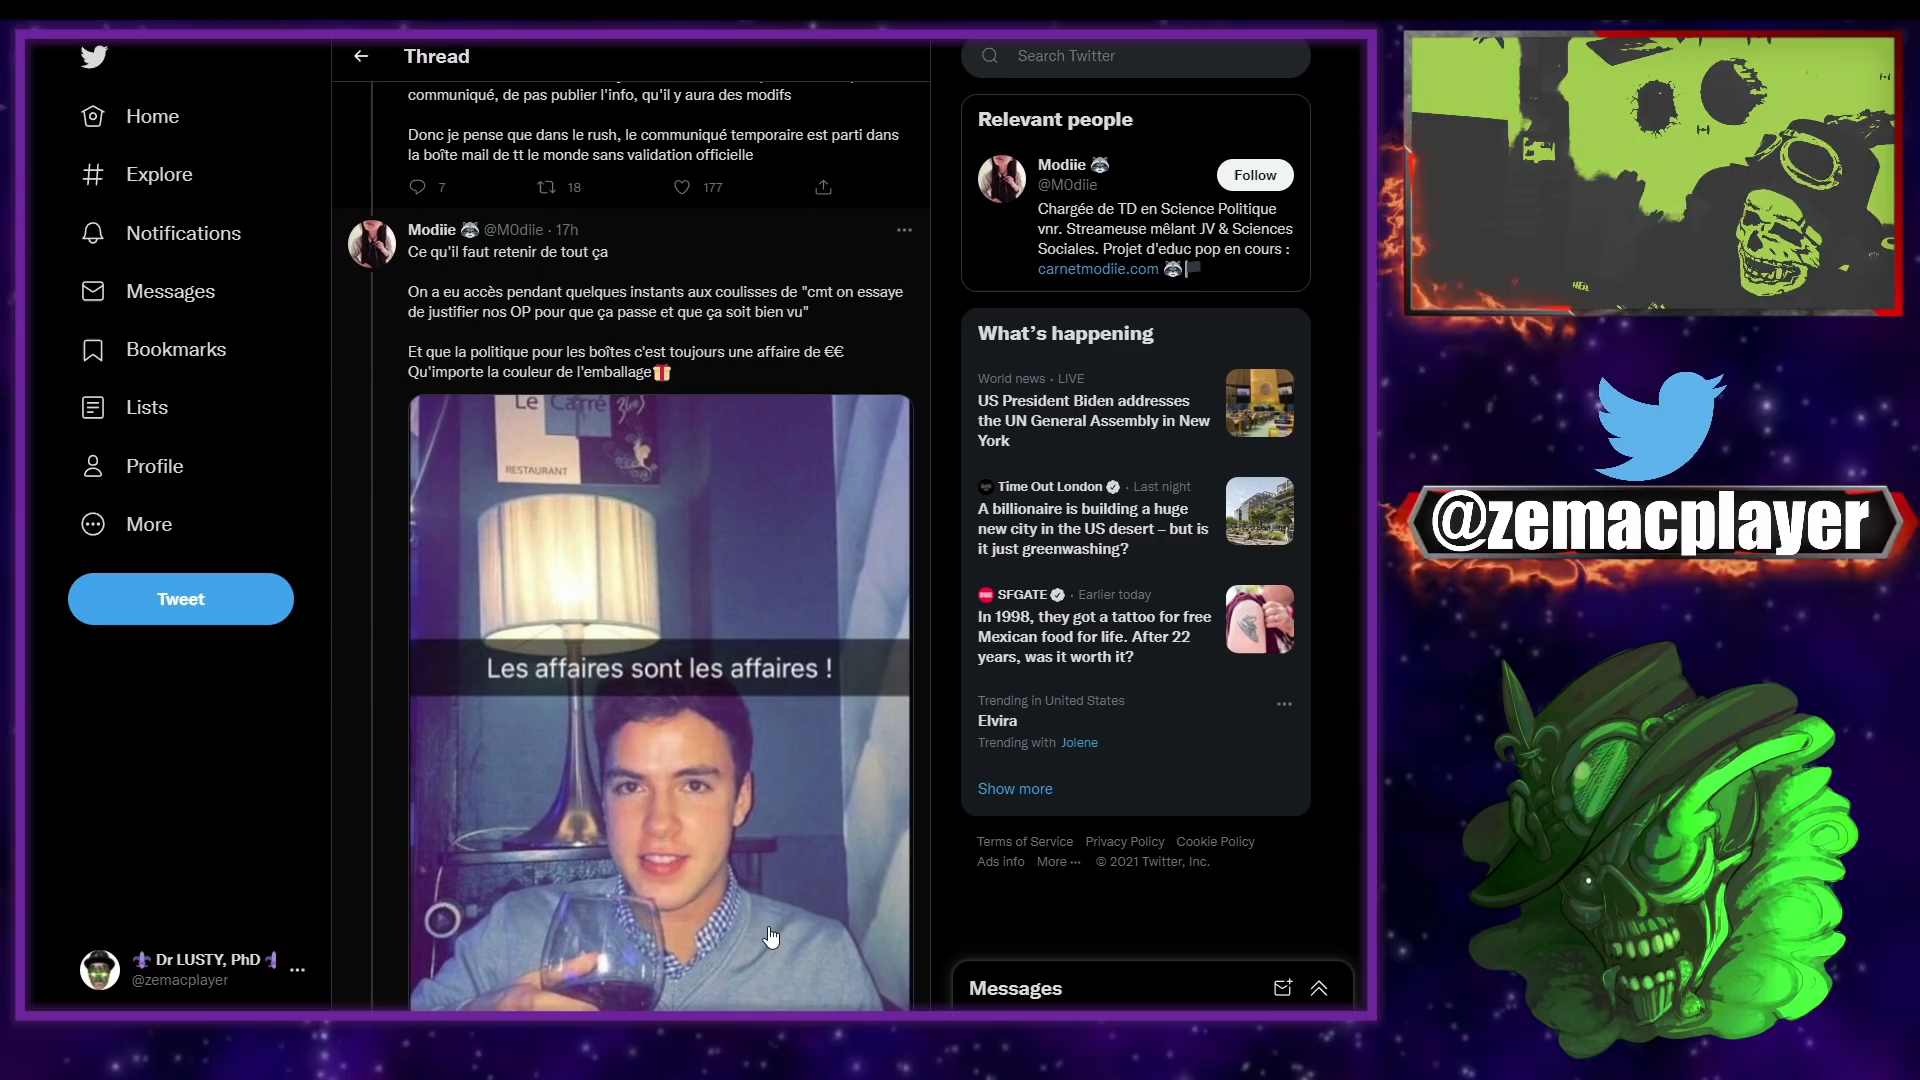 Home
Explore
Notifications
Messages
Bookmarks
Lists
Profile
More
Tweet
Dr LUSTY, PhD
@zemacplayer
Thread
communiqué, de pas publier l'info, qu'il y aura des modifs
Donc je pense que dans le rush, le communiqué temporaire est parti dans
la boîte mail de tt le monde sans validation officielle
7 18 177
Modiie @M0diie · 17h
Ce qu'il faut retenir de tout ça
On a eu accès pendant quelques instants aux coulisses de "cmt on essaye
de justifier nos OP pour que ça passe et que ça soit bien vu"
Et que la politique pour les boîtes c'est toujours une affaire de €€
Qu'importe la couleur de l'emballage
Le Carré
RESTAURANT
Les affaires sont les affaires !
Search Twitter
Relevant people
Modiie
@M0diie
Follow
Chargée de TD en Science Politique
vnr. Streameuse mêlant JV & Sciences
Sociales. Projet d'educ pop en cours :
carnetmodiie.com
What's happening
World news · LIVE
US President Biden addresses
the UN General Assembly in New
York
Time Out London · Last night
A billionaire is building a huge
new city in the US desert – but is
it just greenwashing?
SFGATE · Earlier today
In 1998, they got a tattoo for free
Mexican food for life. After 22
years, was it worth it?
Trending in United States
Elvira
Trending with Jolene
Show more
Terms of Service Privacy Policy Cookie Policy
Ads info More ··· © 2021 Twitter, Inc.
Messages
@zemacplayer